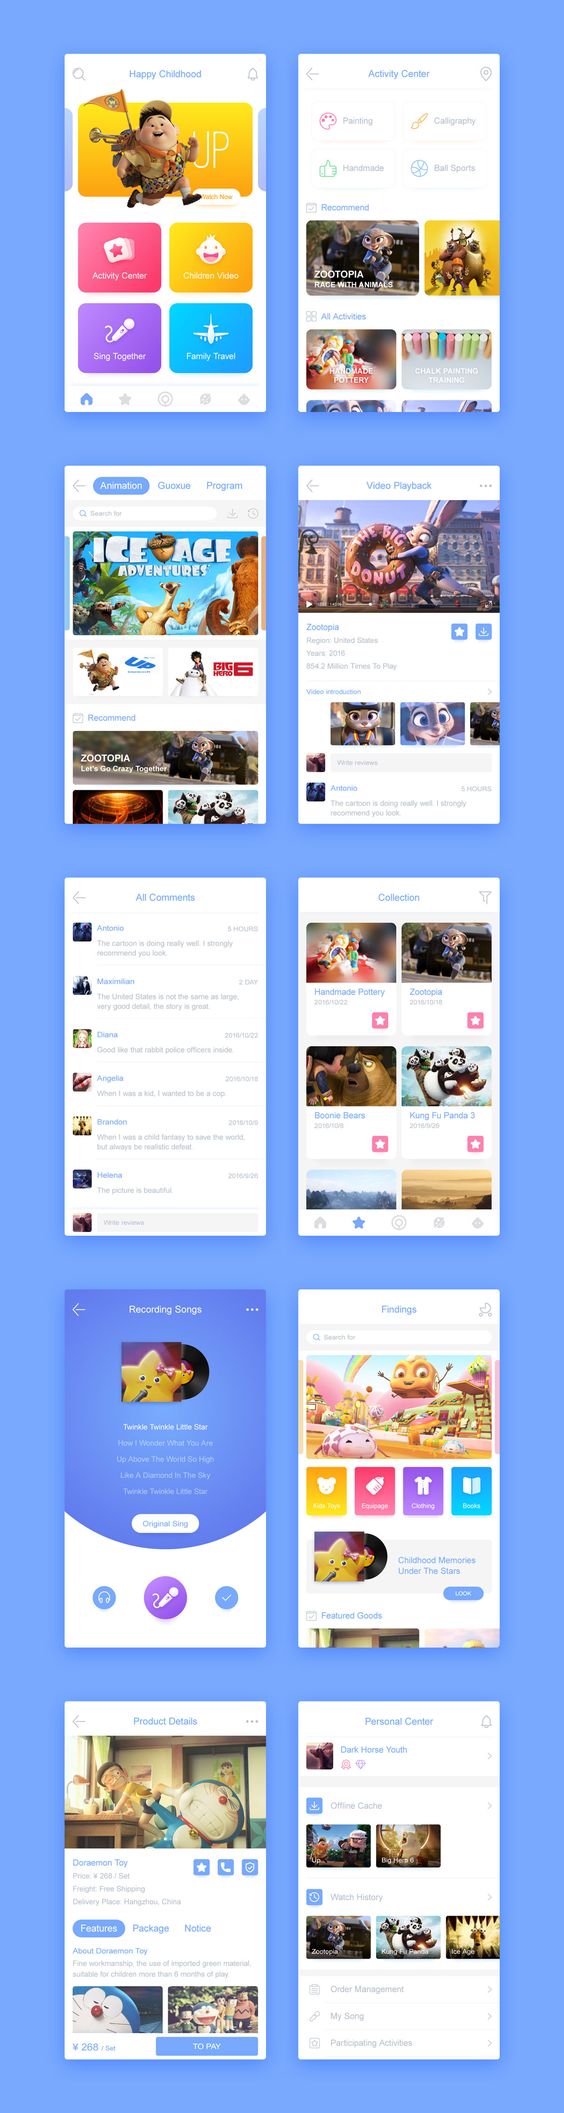 Happy Childhood
UP
Watch Now
Activity Center
Children Video
Sing Together
Family Travel
Activity Center
Painting
Calligraphy
Handmade
Ball Sports
Recommend
ZOOTOPIA
RACE WITH ANIMALS
All Activities
HANDMADE
POTTERY
CHALK PAINTING
TRAINING
Animation
Guoxue
Program
Search for
ICE AGE
ADVENTURES
UP
BIG
HERO 6
Recommend
ZOOTOPIA
Let's Go Crazy Together
Video Playback
THE BIG
DONUT
Zootopia
Region: United States
Years: 2016
854.2 Million Times To Play
Video introduction
Write reviews
Antonio
5 HOURS
The cartoon is doing really well. I strongly
recommend you look.
All Comments
Antonio
5 HOURS
The cartoon is doing really well. I strongly
recommend you look.
Maximilian
2 DAY
The United States is not the same as large,
very good detail, the story is great.
Diana
2016/10/22
Good like that rabbit police officers inside.
Angelia
2016/10/18
When I was a kid, I wanted to be a cop.
Brandon
2016/10/9
When I was a child fantasy to save the world,
but always be realistic defeat.
Helena
2016/9/26
The picture is beautiful
Write reviews
Collection
Handmade Pottery
2016/10/22
Zootopia
2016/10/18
Boonie Bears
2016/10/8
Kung Fu Panda 3
2016/9/26
Recording Songs
Twinkle Twinkle Little Star
How I Wonder What You Are
Up Above The World So High
Like A Diamond In The Sky
Twinkle Twinkle Little Star
Original Sing
Findings
Search for
Kids Toys
Equipage
Clothing
Books
Childhood Memories
Under The Stars
LOOK
Featured Goods
Product Details
Doraemon Toy
Price: ¥ 268 / Set
Freight: Free Shipping
Delivery Place: Hangzhou, China
Features
Package
Notice
About Doraemon Toy
Fine workmanship, the use of imported green material,
suitable for children more than 6 months of play.
¥ 268 / Set
TO PAY
Personal Center
Dark Horse Youth
Offline Cache
Up
Big Hero 6
Watch History
Zootopia
Kung Fu Panda
Ice Age
Order Management
My Song
Participating Activities